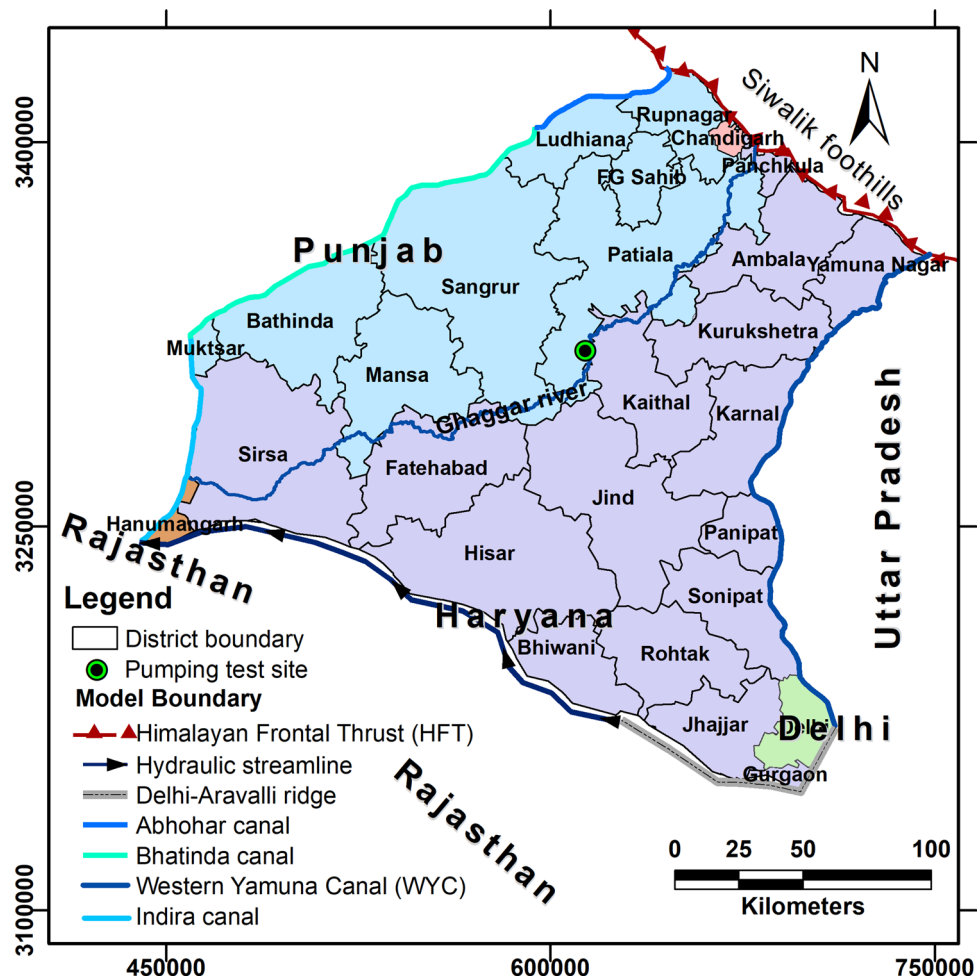 N
Siwalik foothills
Rupnagar
Ludhiana
Chandigarh
Panchkula
FG Sahib
Punjab
Patiala
Ambala
Yamuna Nagar
Sangrur
Bathinda
Kurukshetra
Muktsar
Mansa
Ghaggar river
Kaithal
Karnal
Sirsa
Fatehabad
Jind
Uttar Pradesh
Hanumangarh
Panipat
Rajasthan
Hisar
Sonipat
Haryana
Bhiwani
Rohtak
Jhajjar
Delhi
Delhi
Gurgaon
Rajasthan
Legend
District boundary
Pumping test site
Model Boundary
Himalayan Frontal Thrust (HFT)
Hydraulic streamline
Delhi-Aravalli ridge
Abhohar canal
Bhatinda canal
Western Yamuna Canal (WYC)
Indira canal
0 25 50 100
Kilometers
3400000
3250000
3100000
450000 600000 750000